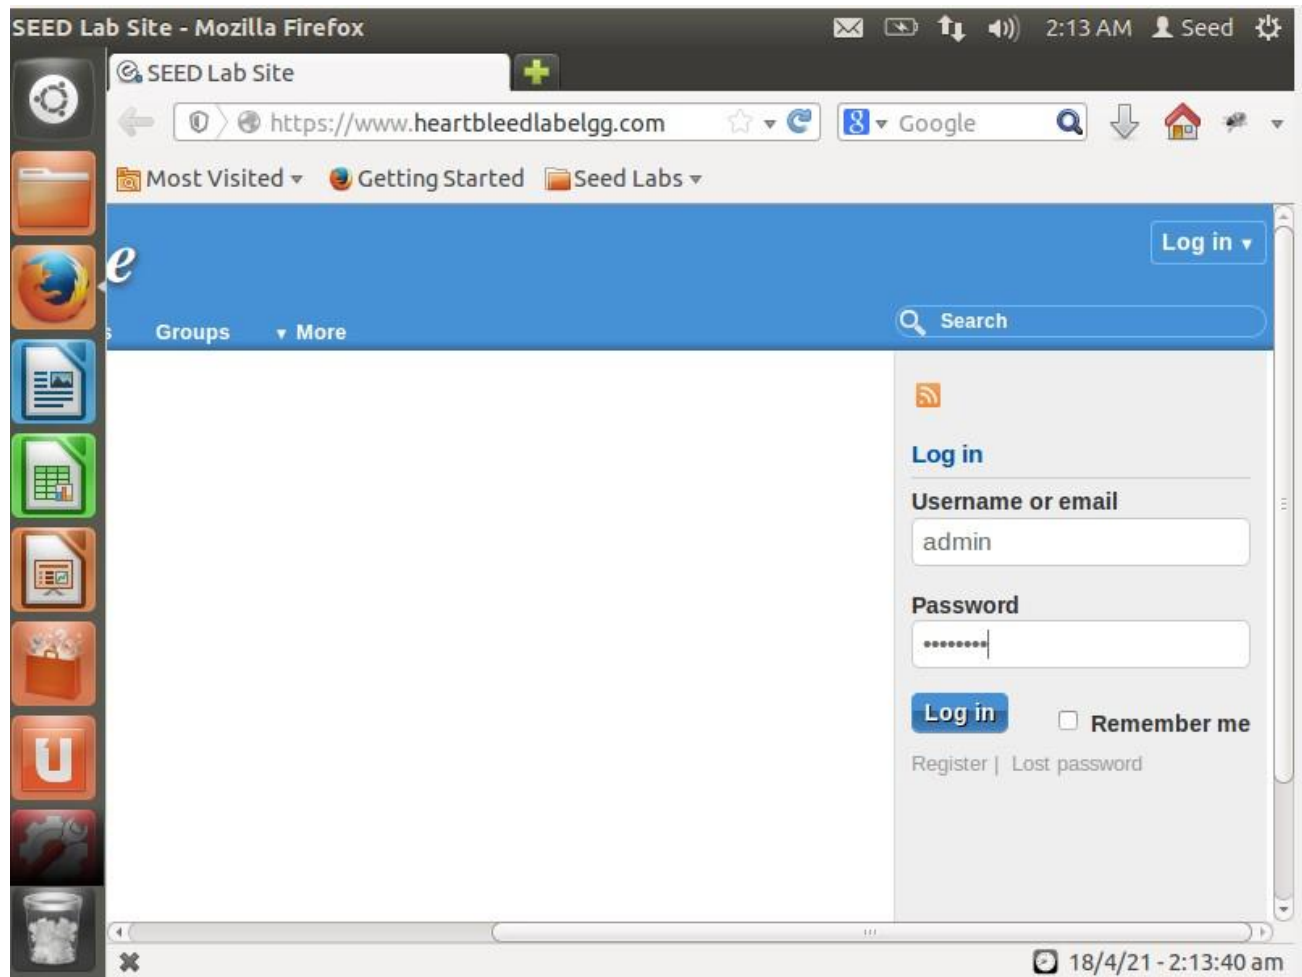 SEED Lab Site - Mozilla Firefox 2:13 AM Seed
SEED Lab Site
https://www.heartbleedlabelgg.com Google
Most Visited Getting Started Seed Labs
e Log in
s Groups More Search
Log in
Username or email
admin
Password
••••••••
Log in Remember me
Register | Lost password
18/4/21 - 2:13:40 am